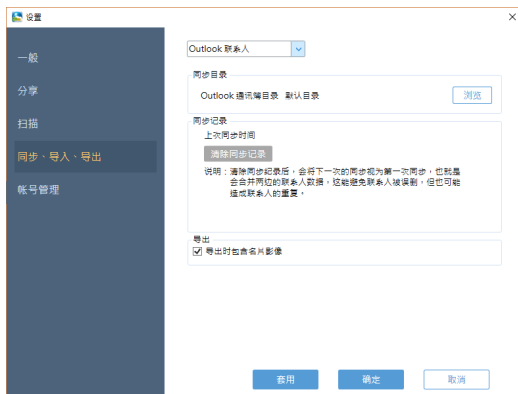 设置
一般
分享
扫描
同步、导入、导出
帐号管理
Outlook 联系人
同步目录
Outlook 通讯簿目录 默认目录
浏览
同步记录
上次同步时间
清除同步记录
说明：清除同步纪录后，会将下一次的同步视为第一次同步，也就是
会合并两边的联系人数据，这能避免联系人被误删，但也可能
造成联系人的重复。
导出
导出时包含名片影像
套用
确定
取消